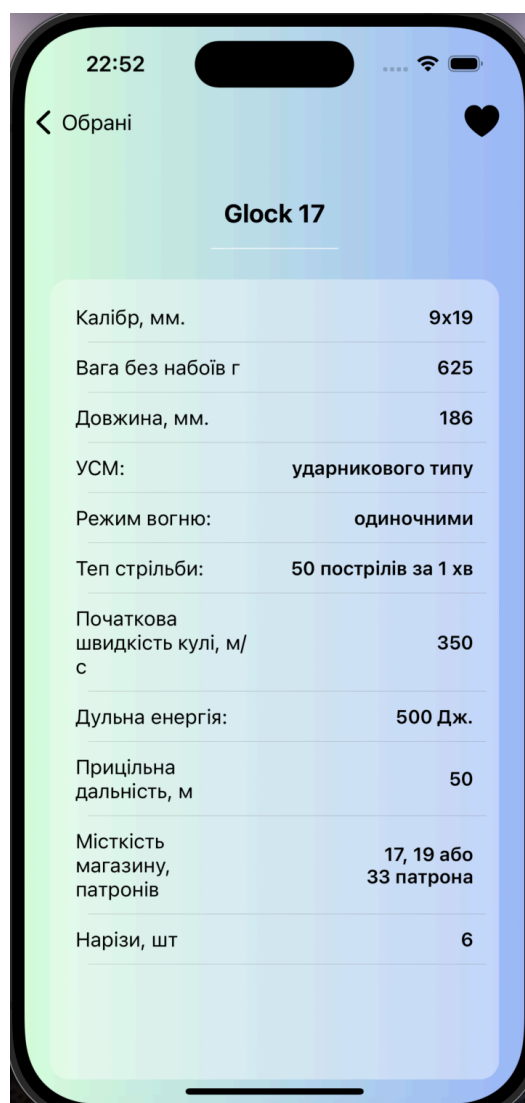 22:52
Обрані
Glock 17
Калібр, мм. 9x19
Вага без набоїв г 625
Довжина, мм. 186
УСМ: ударникового типу
Режим вогню: одиночними
Теп стрільби: 50 пострілів за 1 хв
Початкова
швидкість кулі, м/
с
350
Дульна енергія: 500 Дж.
Прицільна
дальність, м
50
Місткість
магазину,
патронів
17, 19 або
33 патрона
Нарізи, шт 6